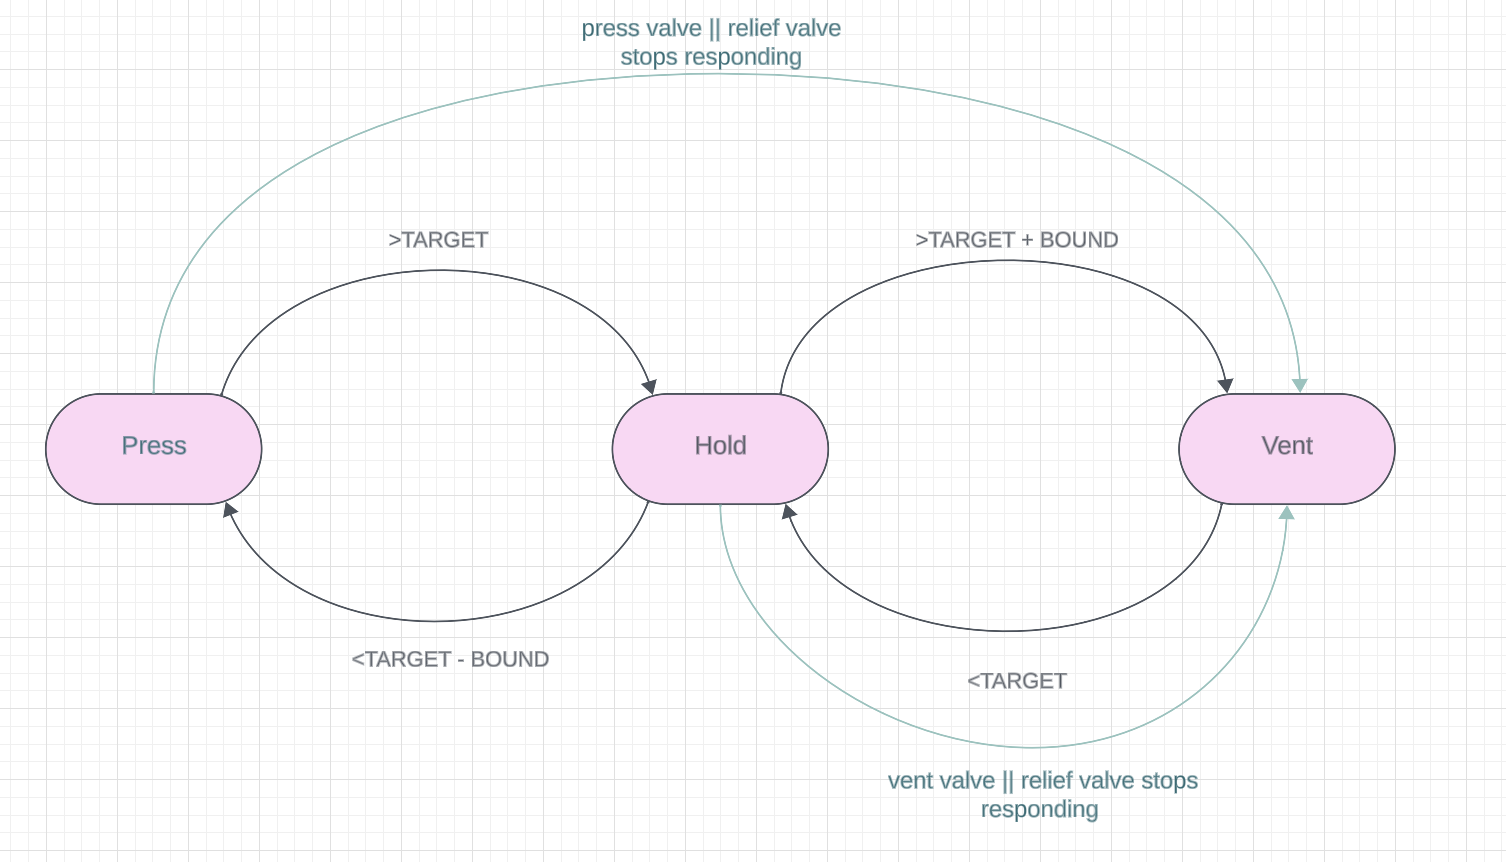 press valve || relief valve
stops responding
>TARGET
>TARGET + BOUND
Press
Hold
Vent
<TARGET - BOUND
<TARGET
vent valve || relief valve stops
responding